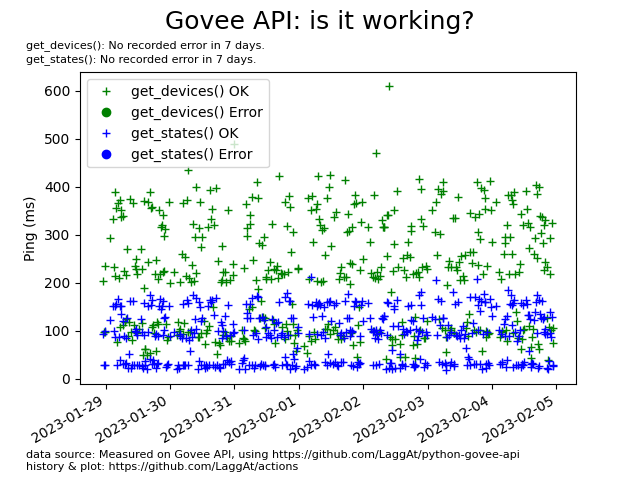 Govee API: is it working?
get_devices(): No recorded error in 7 days.
get_states(): No recorded error in 7 days.
get_devices() OK
get_devices() Error
get_states() OK
get_states() Error
Ping (ms)
600
500
400
300
200
100
0
2023-01-29
2023-01-30
2023-01-31
2023-02-01
2023-02-02
2023-02-03
2023-02-04
2023-02-05
data source: Measured on Govee API, using https://github.com/LaggAt/python-govee-api
history & plot: https://github.com/LaggAt/actions